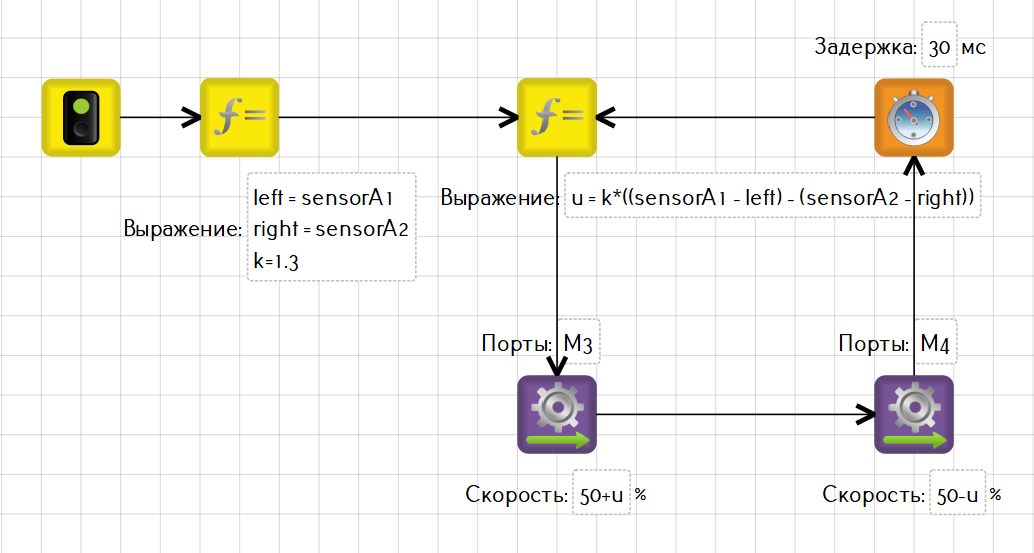 Задержка: 30 мс
Выражение:
left = sensorA1
right = sensorA2
k=1.3
Выражение: u = k*((sensorA1 - left) - (sensorA2 - right))
Порты: M3
Порты: M4
Скорость: 50+u %
Скорость: 50-u %